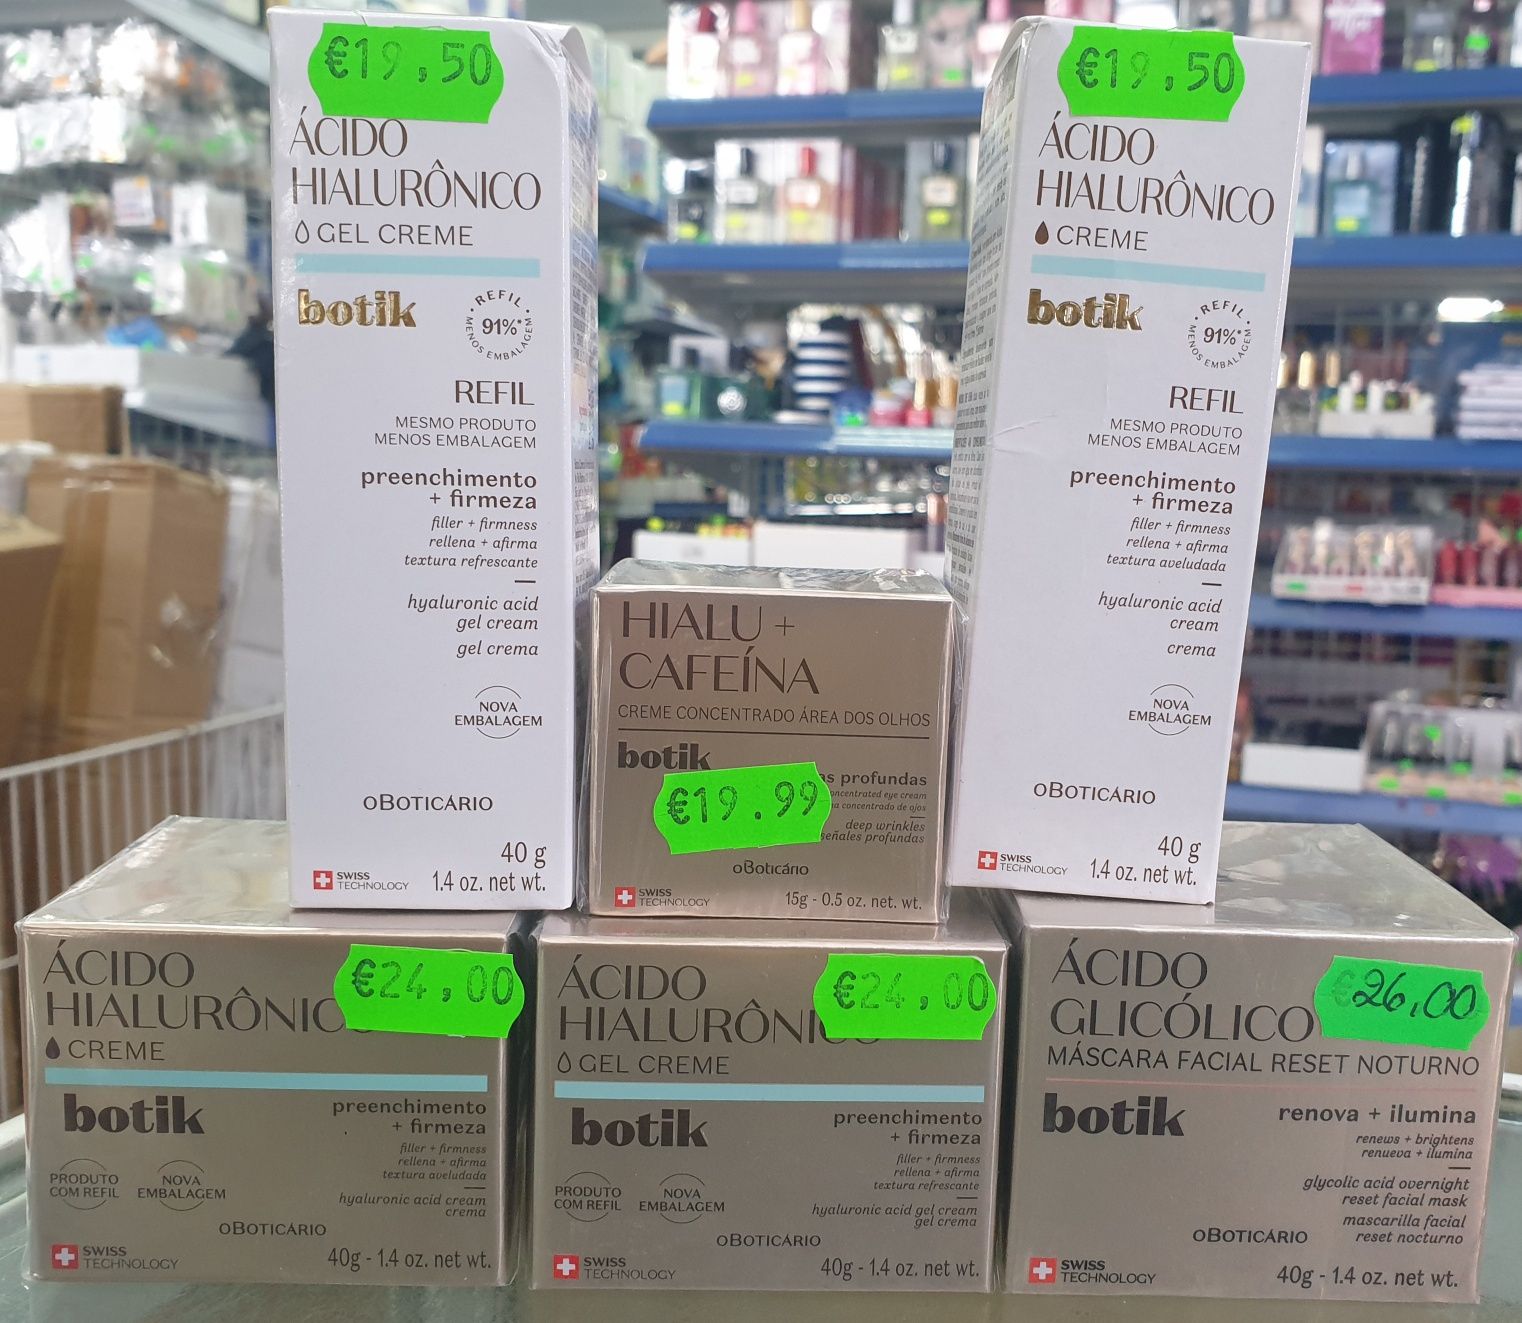 €19,50
ÁCIDO
HIALURÔNICO
GEL CREME
botik
REFIL
91%*
MENOS EMBALAGEM
REFIL
MESMO PRODUTO
MENOS EMBALAGEM
preenchimento
+ firmeza
filler + firmness
rellena + afirma
textura refrescante
hyaluronic acid
gel cream
gel crema
NOVA
EMBALAGEM
oBOTICÁRIO
40 g
SWISS
TECHNOLOGY
1.4 oz. net wt.
€19,50
ÁCIDO
HIALURÔNICO
CREME
botik
REFIL
91%*
MENOS EMBALAGEM
REFIL
MESMO PRODUTO
MENOS EMBALAGEM
preenchimento
+ firmeza
filler + firmness
rellena + afirma
textura aveludada
hyaluronic acid
cream
crema
NOVA
EMBALAGEM
oBOTICÁRIO
40 g
SWISS
TECHNOLOGY
1.4 oz. net wt.
HIALU +
CAFEÍNA
CREME CONCENTRADO ÁREA DOS OLHOS
botik
€19.99
profundas
eye cream
concentrado de ojos
deep wrinkles
señales profundas
oBoticário
SWISS
TECHNOLOGY
15g - 0.5 oz. net. wt.
€24,00
ÁCIDO
HIALURÔNIC
CREME
botik
preenchimento
+ firmeza
filler + firmness
rellena + afirma
textura aveludada
PRODUTO
COM REFIL
NOVA
EMBALAGEM
hyaluronic acid cream
crema
oBOTICÁRIO
SWISS
TECHNOLOGY
40g - 1.4 oz. net wt.
€24,00
ÁCIDO
HIALURÔNI
GEL CREME
botik
preenchimento
+ firmeza
filler + firmness
rellena + afirma
textura refrescante
PRODUTO
COM REFIL
NOVA
EMBALAGEM
hyaluronic acid gel cream
gel crema
oBOTICÁRIO
SWISS
TECHNOLOGY
40g - 1.4 oz. net wt.
€26,00
ÁCIDO
GLICÓLICO
MÁSCARA FACIAL RESET NOTURNO
botik
renova + ilumina
renews + brightens
renueva + ilumina
glycolic acid overnight
reset facial mask
mascarilla facial
reset nocturno
oBOTICÁRIO
SWISS
TECHNOLOGY
40g - 1.4 oz. net wt.